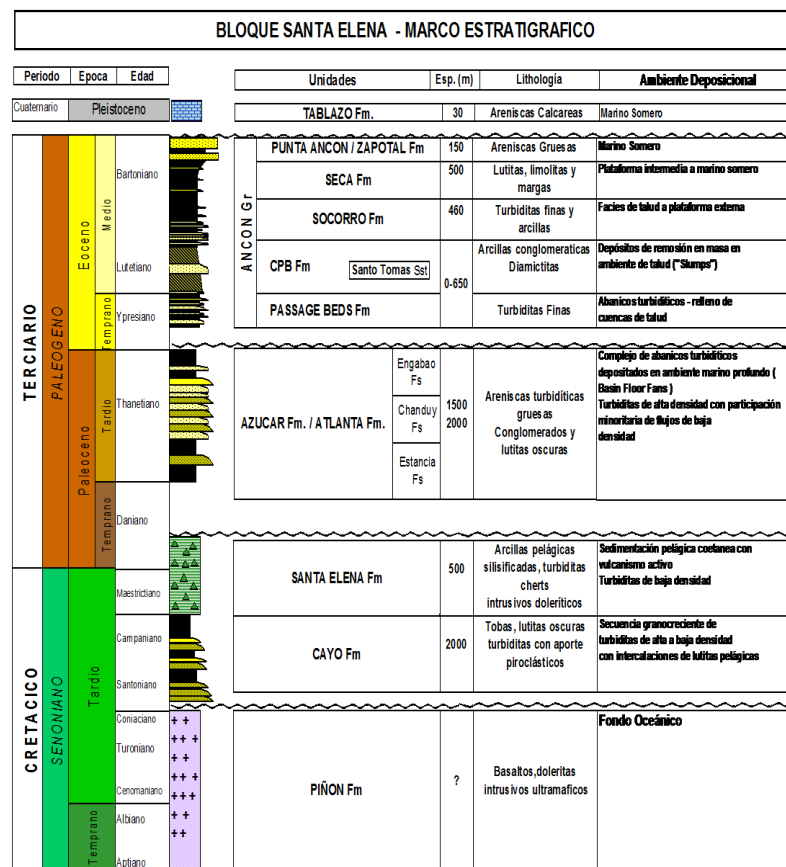 BLOQUE SANTA ELENA - MARCO ESTRATIGRAFICO
Periodo Epoca Edad
Unidades Esp. (m) Lithología Ambiente Deposicional
Cuaternario Pleistoceno
TABLAZO Fm. 30 Areniscas Calcareas Marino Somero
TERCIARIO
PALEOGENO
Eoceno
Medio
Bartoniano
Lutetiano
Temprano
Ypresiano
Paleoceno
Tardio
Thanetiano
Temprano
Daniano
CRETACICO
SENONIANO
Tardio
Maestrictiano
Campaniano
Santoniano
Coniaciano
Turoniano
Cenomaniano
Temprano
Albiano
Aptiano
ANCON Gr
PUNTA ANCON / ZAPOTAL Fm 150 Areniscas Gruesas Marino Somero
SECA Fm 500 Lutitas, limolitas y
margas
Plataforma intermedia a marino somero
SOCORRO Fm 460 Turbiditas finas y
arcillas
Facies de talud a plataforma externa
CPB Fm Santo Tomas Sst
0-650
Arcillas conglomeraticas
Diamictitas
Depósitos de remosión en masa en
ambiente de talud ("Slumps")
PASSAGE BEDS Fm Turbiditas Finas
Abanicos turbidíticos - relleno de
cuencas de talud
AZUCAR Fm. / ATLANTA Fm.
Engabao
Fs
Chanduy
Fs
Estancia
Fs
1500
2000
Areniscas turbidíticas
gruesas
Conglomerados y
lutitas oscuras
Complejo de abanicos turbidíticos
depositados en ambiente marino profundo (
Basin Floor Fans )
Turbiditas de alta densidad con participación
minoritaria de flujos de baja
densidad
SANTA ELENA Fm 500
Arcillas pelágicas
silisificadas, turbiditas
cherts
intrusivos doleríticos
Sedimentación pelágica coetanea con
vulcanismo activo
Turbiditas de baja densidad
CAYO Fm 2000
Tobas, lutitas oscuras
turbiditas con aporte
piroclásticos
Secuencia granocreciente de
turbiditas de alta a baja densidad
con intercalaciones de lutitas pelágicas
PIÑON Fm ?
Basaltos,doleritas
intrusivos ultramaficos
Fondo Oceánico